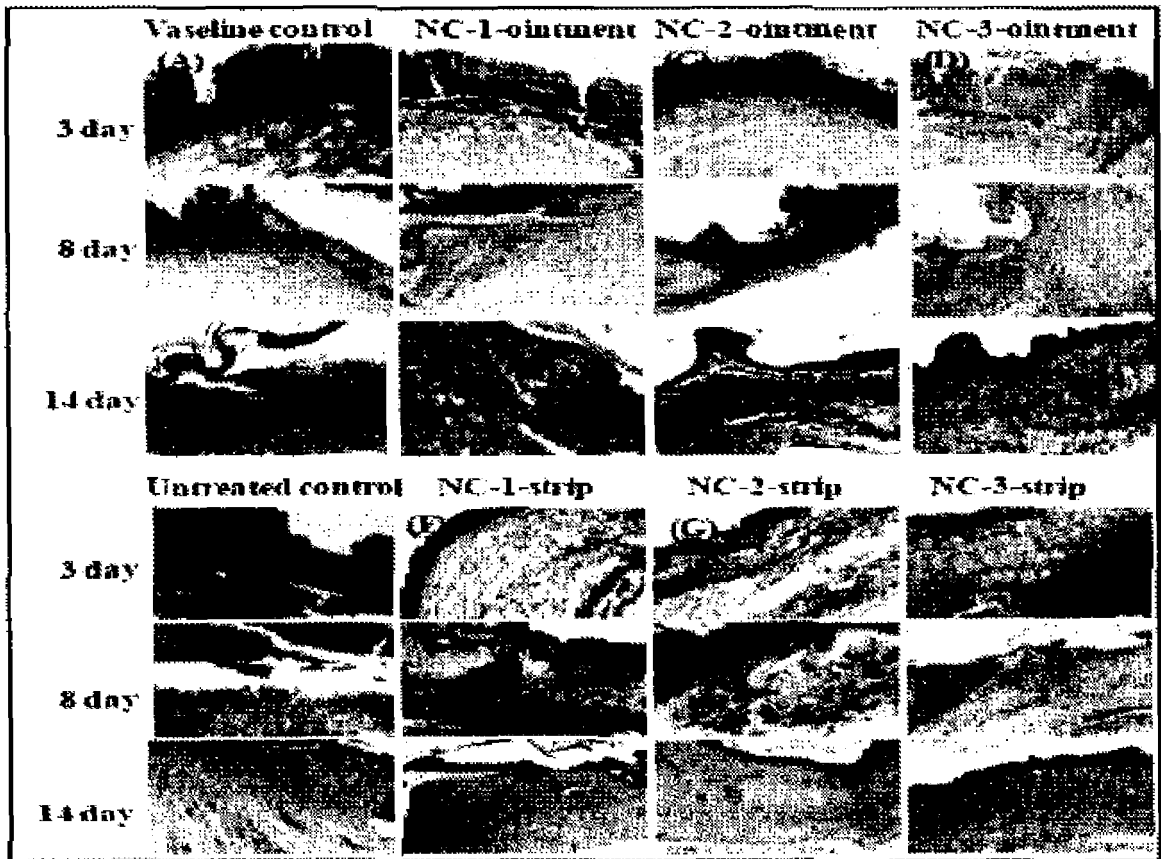 Vaseline control NC-1-ointment NC-2-ointment NC-3-ointment
(A) (C) (D)
3 day
8 day
14 day
Untreated control NC-1-strip NC-2-strip NC-3-strip
(F) (G)
3 day
8 day
14 day